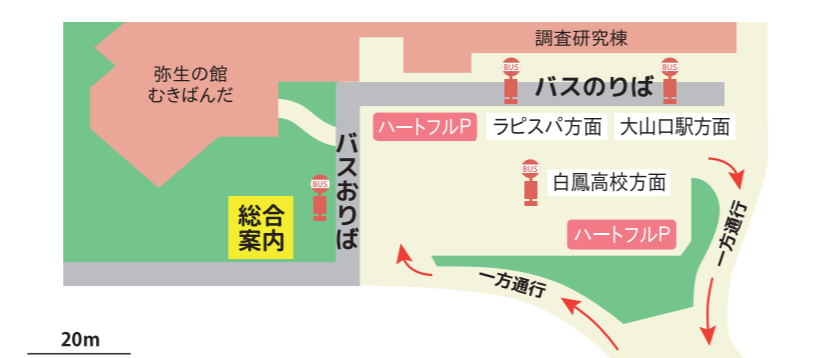 調査研究棟
弥生の館
むきばんだ
BUS
BUS
バスのりば
ハートフルP
ラピスパ方面
大山口駅方面
バスおりば
BUS
BUS
白鳳高校方面
総合
案内
ハートフルP
一方通行
一方通行
20m